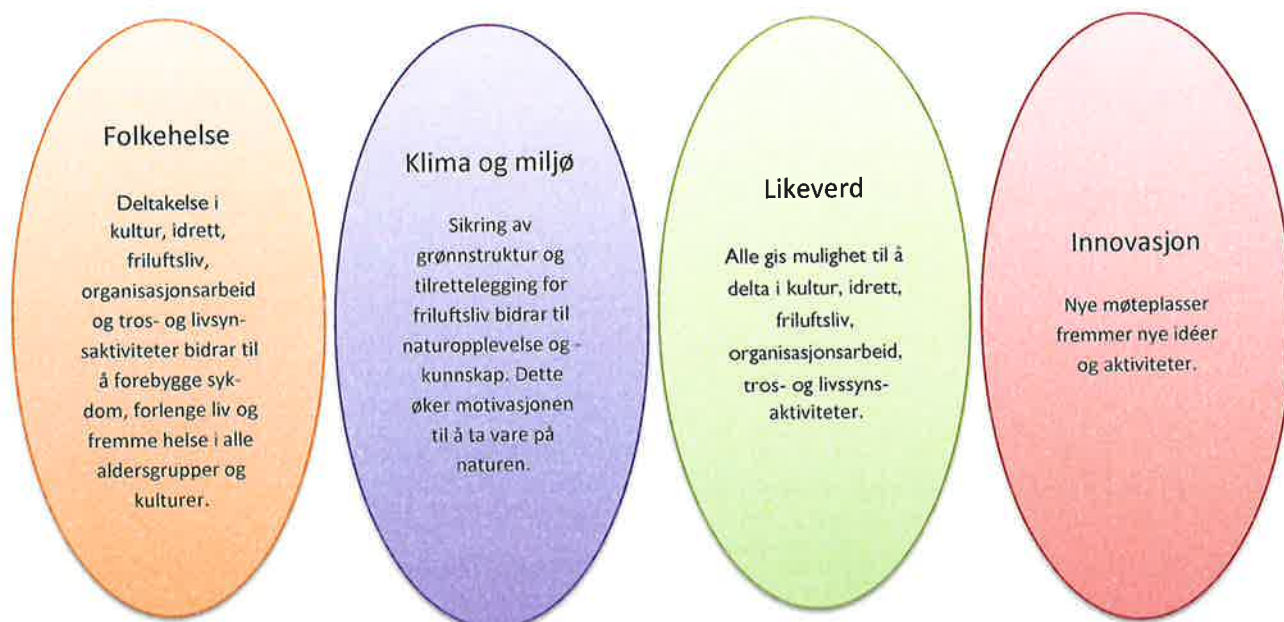 Folkehelse
Deltakelse i
kultur, idrett,
friluftsliv,
organisasjonsarbeid
og tros- og livsyn-
saktiviteter bidrar til
å forebygge syk-
dom, forlenge liv og
fremme helse i alle
aldersgrupper og
kulturer.
Klima og miljø
Sikring av
grønnstruktur og
tilrettelegging for
friluftsliv bidrar til
naturopplevelse og -
kunnskap. Dette
øker motivasjonen
til å ta vare på
naturen.
Likeverd
Alle gis mulighet til å
delta i kultur, idrett,
friluftsliv,
organisasjonsarbeid,
tros- og livssyns-
aktiviteter.
Innovasjon
Nye møteplasser
fremmer nye idéer
og aktiviteter.